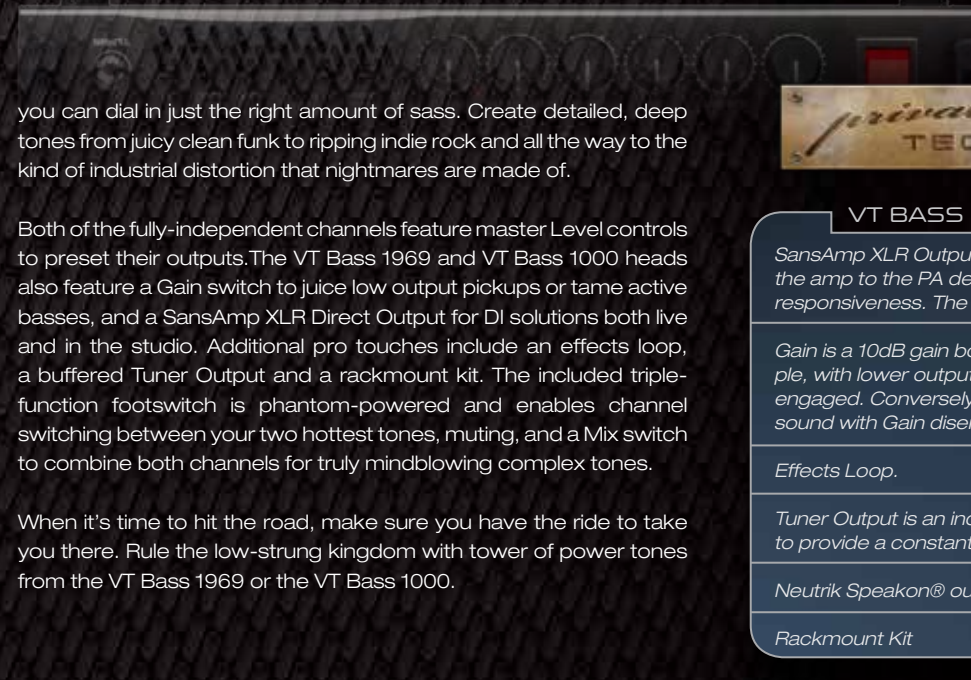 you can dial in just the right amount of sass. Create detailed, deep
tones from juicy clean funk to ripping indie rock and all the way to the
kind of industrial distortion that nightmares are made of.
Both of the fully-independent channels feature master Level controls
to preset their outputs.The VT Bass 1969 and VT Bass 1000 heads
also feature a Gain switch to juice low output pickups or tame active
basses, and a SansAmp XLR Direct Output for DI solutions both live
and in the studio. Additional pro touches include an effects loop,
a buffered Tuner Output and a rackmount kit. The included triple-
function footswitch is phantom-powered and enables channel
switching between your two hottest tones, muting, and a Mix switch
to combine both channels for truly mindblowing complex tones.
When it's time to hit the road, make sure you have the ride to take
you there. Rule the low-strung kingdom with tower of power tones
from the VT Bass 1969 or the VT Bass 1000.
VT BASS
SansAmp XLR Outpu
the amp to the PA de
responsiveness. The
Gain is a 10dB gain bo
ple, with lower output
engaged. Conversely
sound with Gain disen
Effects Loop.
Tuner Output is an ind
to provide a constant
Neutrik Speakon® ou
Rackmount Kit